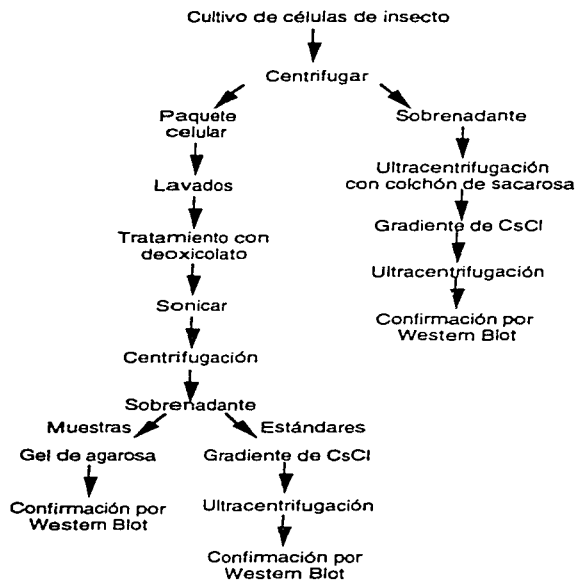 Cultivo de células de insecto
Centrifugar
Paquete
celular
Sobrenadante
Lavados
Ultracentrifugación
con colchón de sacarosa
Tratamiento con
deoxicolato
Gradiente de CsCl
Ultracentrifugación
Sonicar
Confirmación por
Western Blot
Centrifugación
Sobrenadante
Muestras
Estándares
Gel de agarosa
Gradiente de CsCl
Confirmación por
Western Blot
Ultracentrifugación
Confirmación por
Western Blot